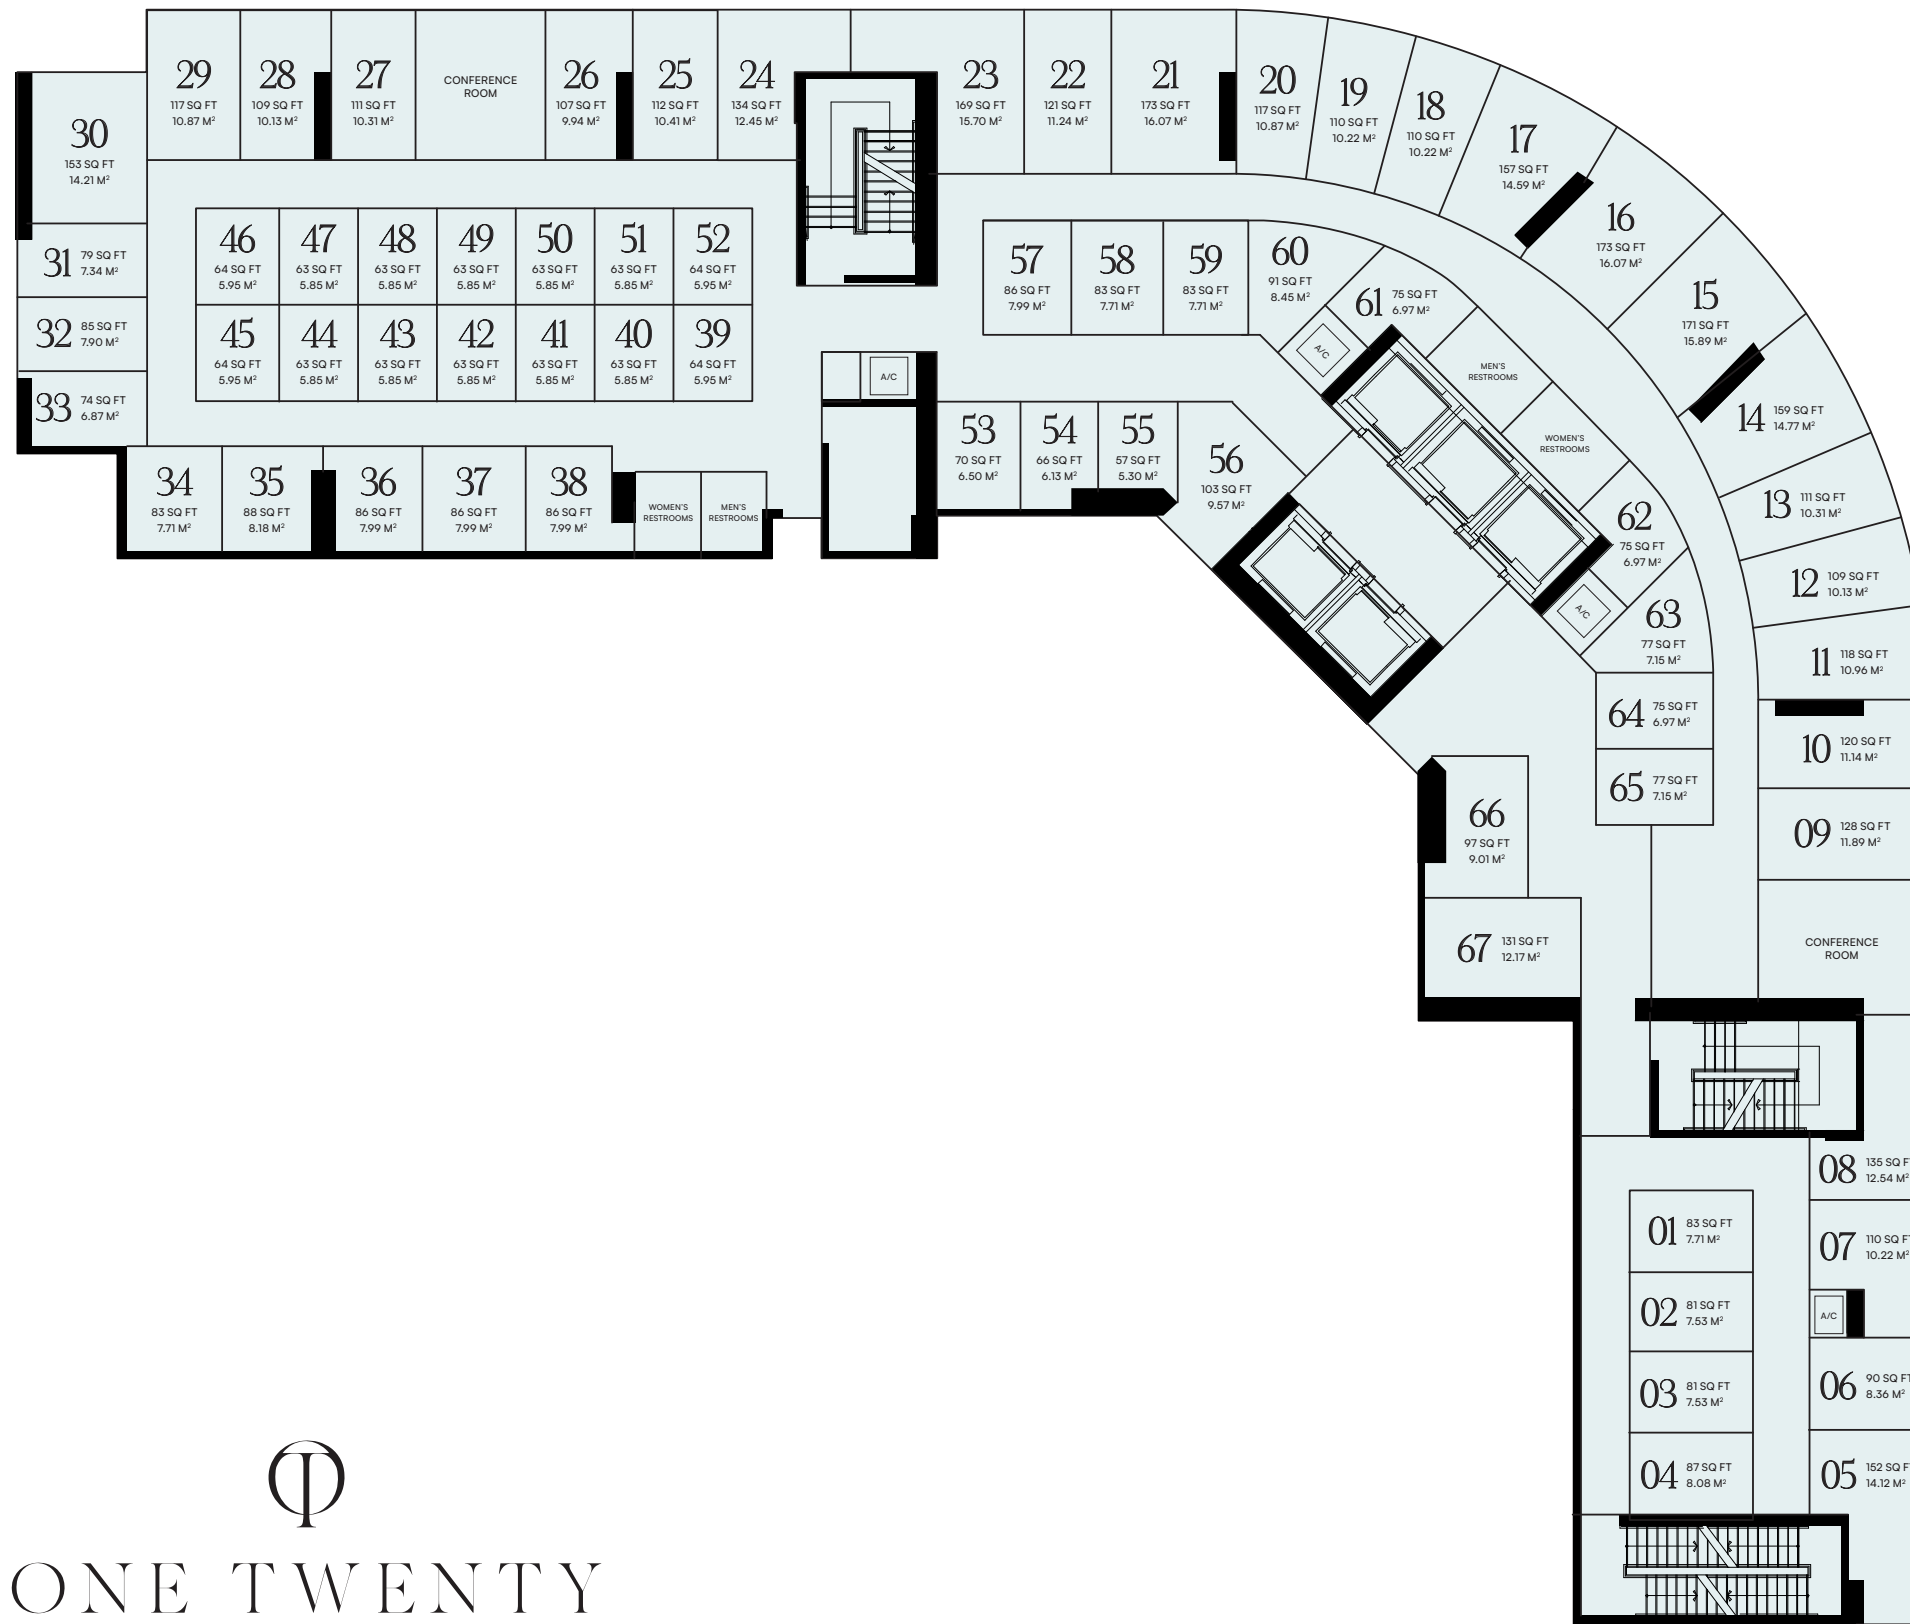 29
117 SQ FT
10.87 M²
28
109 SQ FT
10.13 M²
27
111 SQ FT
10.31 M²
CONFERENCE
ROOM
26
107 SQ FT
9.94 M²
25
112 SQ FT
10.41 M²
24
134 SQ FT
12.45 M²
23
169 SQ FT
15.70 M²
22
121 SQ FT
11.24 M²
21
173 SQ FT
16.07 M²
20
117 SQ FT
10.87 M²
19
110 SQ FT
10.22 M²
18
110 SQ FT
10.22 M²
17
157 SQ FT
14.59 M²
16
173 SQ FT
16.07 M²
15
171 SQ FT
15.89 M²
14
159 SQ FT
14.77 M²
13
111 SQ FT
10.31 M²
12
109 SQ FT
10.13 M²
11
118 SQ FT
10.96 M²
10
120 SQ FT
11.14 M²
09
128 SQ FT
11.89 M²
CONFERENCE
ROOM
30
153 SQ FT
14.21 M²
31
79 SQ FT
7.34 M²
32
85 SQ FT
7.90 M²
33
74 SQ FT
6.87 M²
46
64 SQ FT
5.95 M²
47
63 SQ FT
5.85 M²
48
63 SQ FT
5.85 M²
49
63 SQ FT
5.85 M²
50
63 SQ FT
5.85 M²
51
63 SQ FT
5.85 M²
52
64 SQ FT
5.95 M²
45
64 SQ FT
5.95 M²
44
63 SQ FT
5.85 M²
43
63 SQ FT
5.85 M²
42
63 SQ FT
5.85 M²
41
63 SQ FT
5.85 M²
40
63 SQ FT
5.85 M²
39
64 SQ FT
5.95 M²
A/C
34
83 SQ FT
7.71 M²
35
88 SQ FT
8.18 M²
36
86 SQ FT
7.99 M²
37
86 SQ FT
7.99 M²
38
86 SQ FT
7.99 M²
WOMEN'S
RESTROOMS
MEN'S
RESTROOMS
57
86 SQ FT
7.99 M²
58
83 SQ FT
7.71 M²
59
83 SQ FT
7.71 M²
60
91 SQ FT
8.45 M²
61
75 SQ FT
6.97 M²
A/C
MEN'S
RESTROOMS
WOMEN'S
RESTROOMS
53
70 SQ FT
6.50 M²
54
66 SQ FT
6.13 M²
55
57 SQ FT
5.30 M²
56
103 SQ FT
9.57 M²
62
75 SQ FT
6.97 M²
A/C
63
77 SQ FT
7.15 M²
64
75 SQ FT
6.97 M²
65
77 SQ FT
7.15 M²
66
97 SQ FT
9.01 M²
67
131 SQ FT
12.17 M²
08
135 SQ F
12.54 M²
01
83 SQ FT
7.71 M²
07
110 SQ F
10.22 M²
02
81 SQ FT
7.53 M²
A/C
03
81 SQ FT
7.53 M²
06
90 SQ FT
8.36 M²
04
87 SQ FT
8.08 M²
05
152 SQ F
14.12 M²
ONE TWENTY